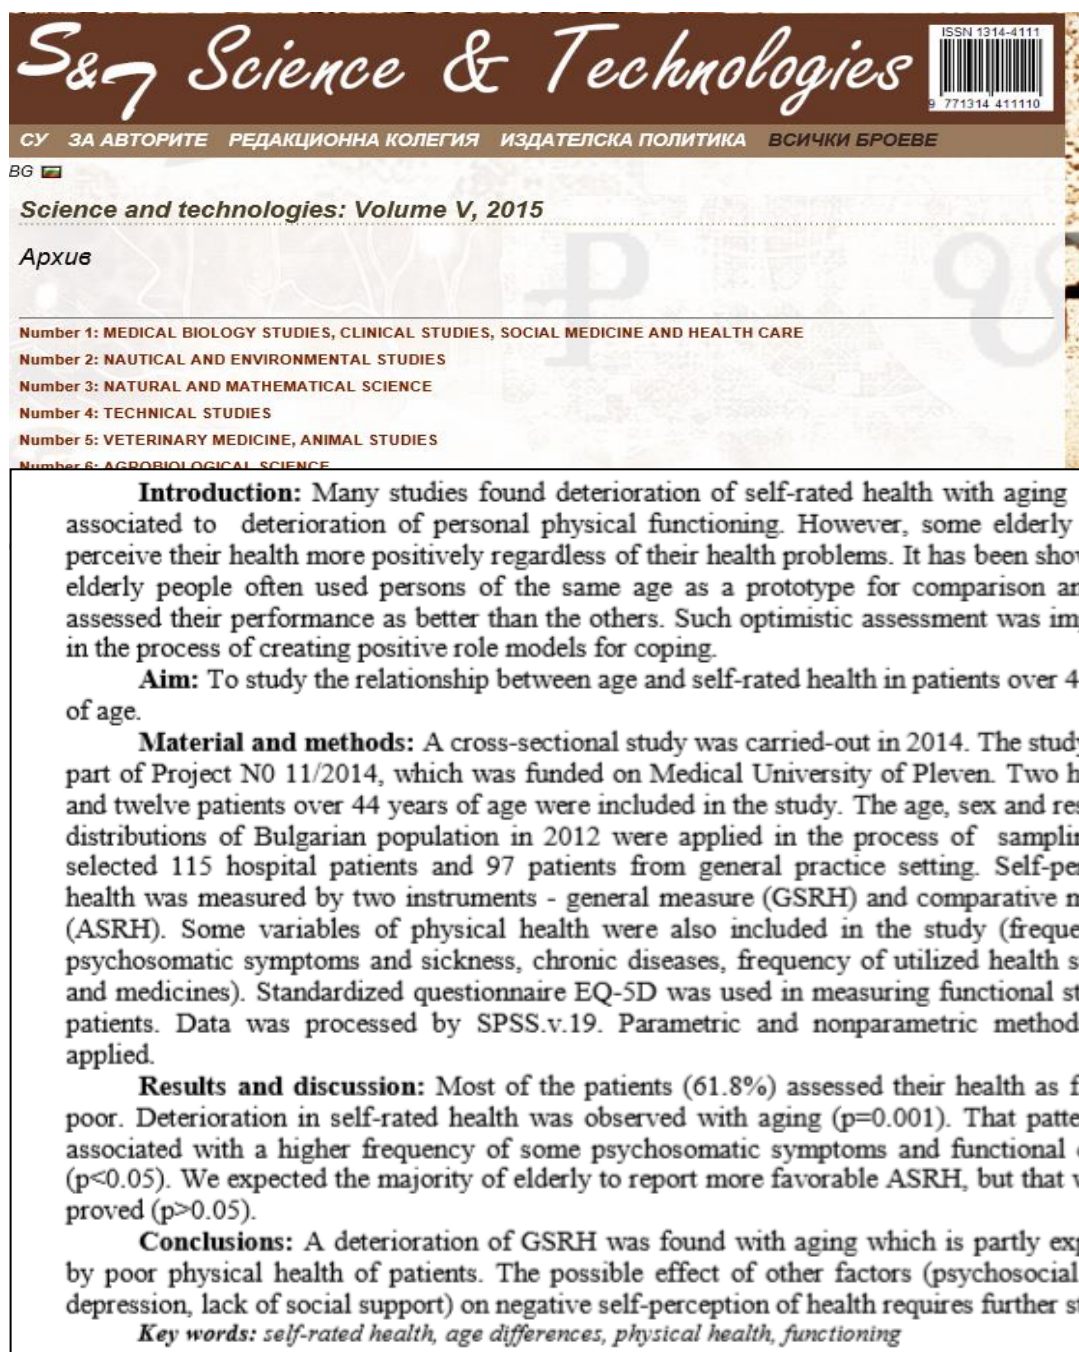 S&T Science & Technologies
ISSN 1314-4111
9 771314 411110
СУ ЗА АВТОРИТЕ РЕДАКЦИОННА КОЛЕГИЯ ИЗДАТЕЛСКА ПОЛИТИКА ВСИЧКИ БРОЕВЕ
BG
Science and technologies: Volume V, 2015
Архив
Number 1: MEDICAL BIOLOGY STUDIES, CLINICAL STUDIES, SOCIAL MEDICINE AND HEALTH CARE
Number 2: NAUTICAL AND ENVIRONMENTAL STUDIES
Number 3: NATURAL AND MATHEMATICAL SCIENCE
Number 4: TECHNICAL STUDIES
Number 5: VETERINARY MEDICINE, ANIMAL STUDIES
Number 6: AGROBIOLOGICAL SCIENCE
Introduction: Many studies found deterioration of self-rated health with aging
associated to deterioration of personal physical functioning. However, some elderly
perceive their health more positively regardless of their health problems. It has been show
elderly people often used persons of the same age as a prototype for comparison an
assessed their performance as better than the others. Such optimistic assessment was im
in the process of creating positive role models for coping.
Aim: To study the relationship between age and self-rated health in patients over 4
of age.
Material and methods: A cross-sectional study was carried-out in 2014. The study
part of Project N0 11/2014, which was funded on Medical University of Pleven. Two h
and twelve patients over 44 years of age were included in the study. The age, sex and res
distributions of Bulgarian population in 2012 were applied in the process of samplin
selected 115 hospital patients and 97 patients from general practice setting. Self-per
health was measured by two instruments - general measure (GSRH) and comparative m
(ASRH). Some variables of physical health were also included in the study (freque
psychosomatic symptoms and sickness, chronic diseases, frequency of utilized health s
and medicines). Standardized questionnaire EQ-5D was used in measuring functional st
patients. Data was processed by SPSS.v.19. Parametric and nonparametric method
applied.
Results and discussion: Most of the patients (61.8%) assessed their health as f
poor. Deterioration in self-rated health was observed with aging (p=0.001). That patte
associated with a higher frequency of some psychosomatic symptoms and functional
(p<0.05). We expected the majority of elderly to report more favorable ASRH, but that w
proved (p>0.05).
Conclusions: A deterioration of GSRH was found with aging which is partly exp
by poor physical health of patients. The possible effect of other factors (psychosocial
depression, lack of social support) on negative self-perception of health requires further st
Key words: self-rated health, age differences, physical health, functioning